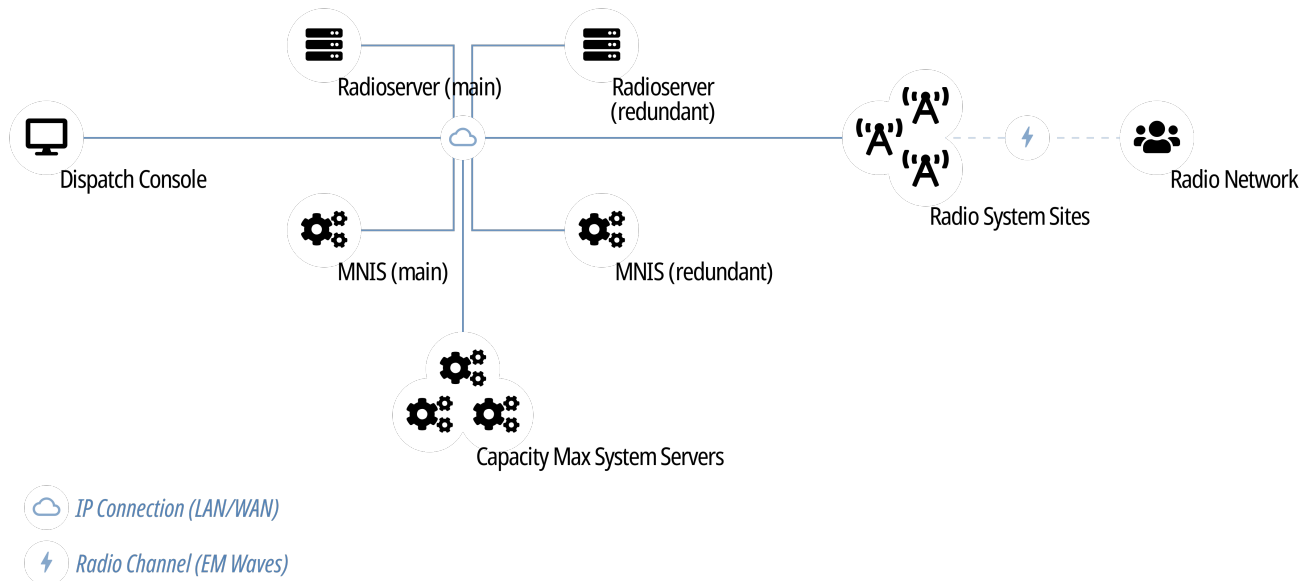 Radioserver (main)
Radioserver
(redundant)
Dispatch Console
Radio Network
Radio System Sites
MNIS (main)
MNIS (redundant)
Capacity Max System Servers
IP Connection (LAN/WAN)
Radio Channel (EM Waves)